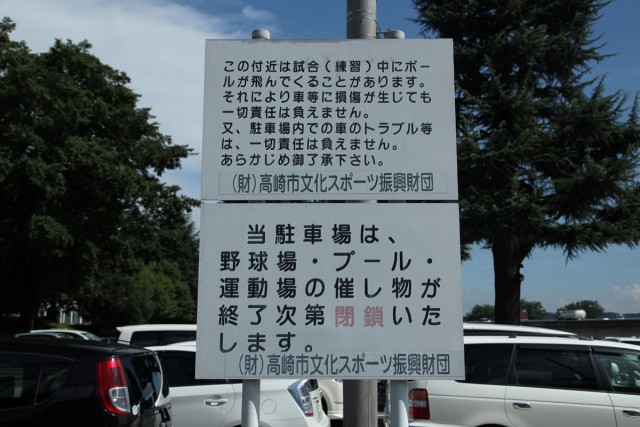 この付近は試合(練習)中にボー
ルが飛んでくることがあります。
それにより車等に損傷が生じても
一切責任は負えません。
又、駐車場内での車のトラブル等
は、一切責任は負えません。
あらかじめ御了承下さい。
(財)高崎市文化スポーツ振興財団
当駐車場は、
野球場・プール・
運動場の催し物が
終了次第閉鎖いた
します。
(財)高崎市文化スポーツ振興財団